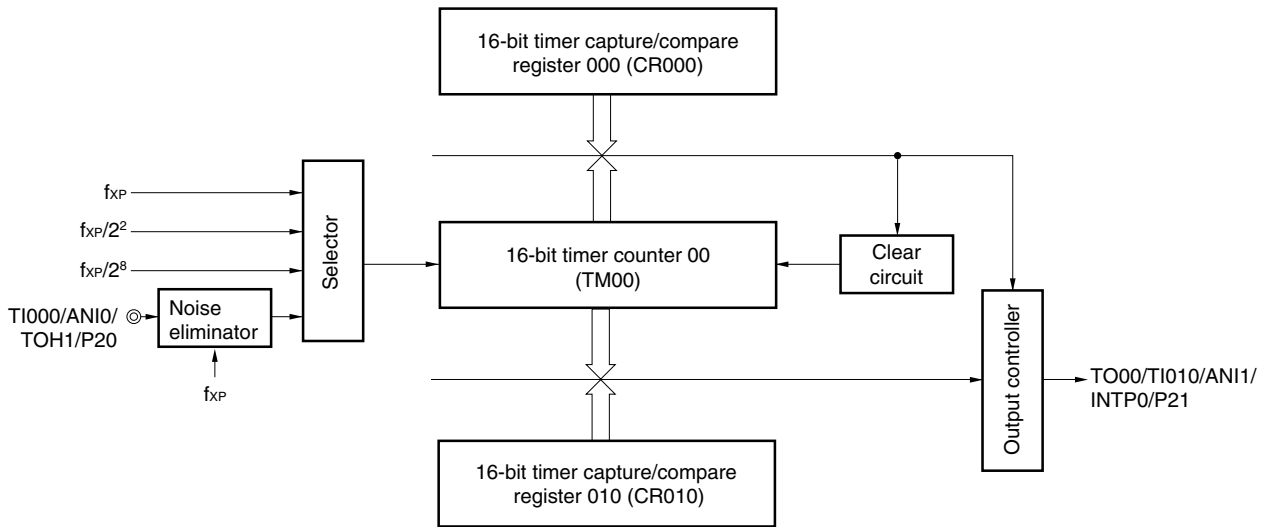 16-bit timer capture/compare
register 000 (CR000)
fXP
fXP/2²
fXP/2⁸
TI000/ANI0/
TOH1/P20
Noise
eliminator
fXP
Selector
16-bit timer counter 00
(TM00)
Clear
circuit
Output controller
TO00/TI010/ANI1/
INTP0/P21
16-bit timer capture/compare
register 010 (CR010)